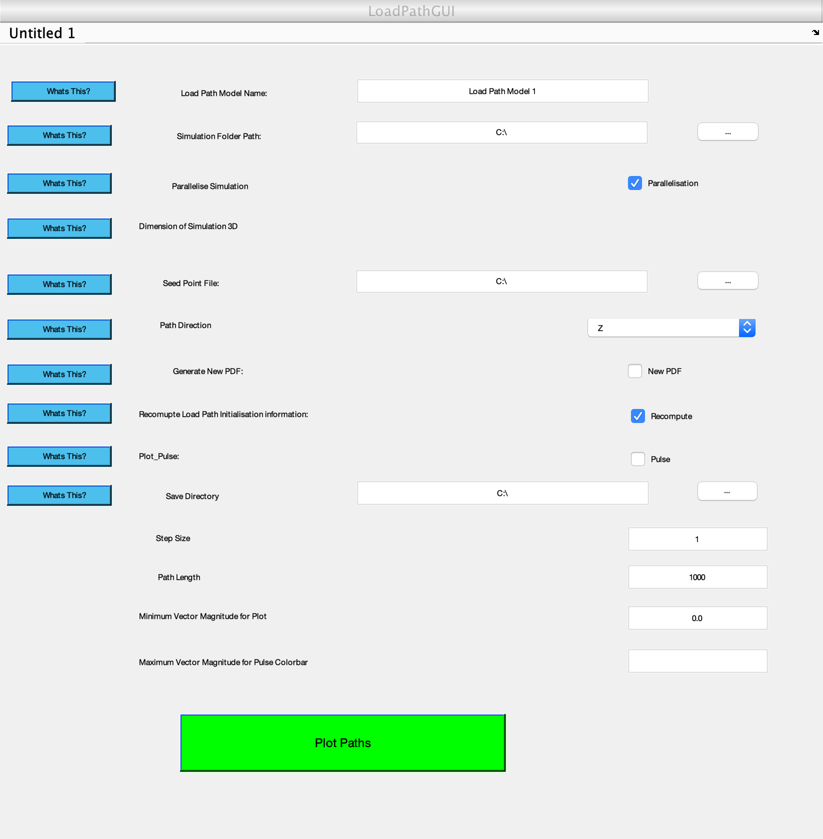 LoadPathGUI
Untitled 1
Whats This? Load Path Model Name: Load Path Model 1
Whats This? Simulation Folder Path: C:\ ...
Whats This? Parallelise Simulation Parallelisation
Whats This? Dimension of Simulation 3D
Whats This? Seed Point File: C:\ ...
Whats This? Path Direction Z
Whats This? Generate New PDF: New PDF
Whats This? Recomupte Load Path Initialisation information: Recompute
Whats This? Plot_Pulse: Pulse
Whats This? Save Directory C:\ ...
Step Size 1
Path Length 1000
Minimum Vector Magnitude for Plot 0.0
Maximum Vector Magnitude for Pulse Colorbar
Plot Paths